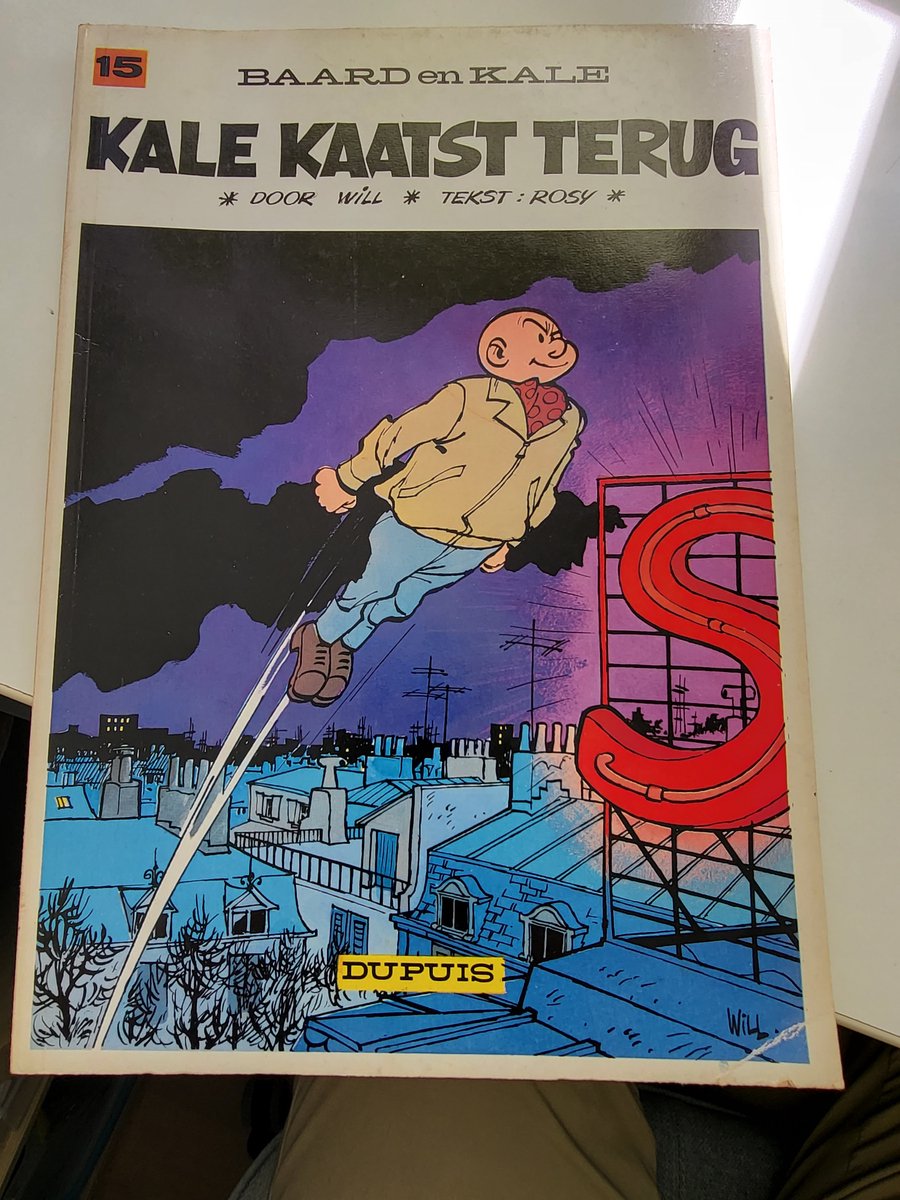 15
BAARD en KALE
KALE KAATST TERUG
* DOOR WILL * TEKST : ROSY *
S
DUPUIS
WILL.